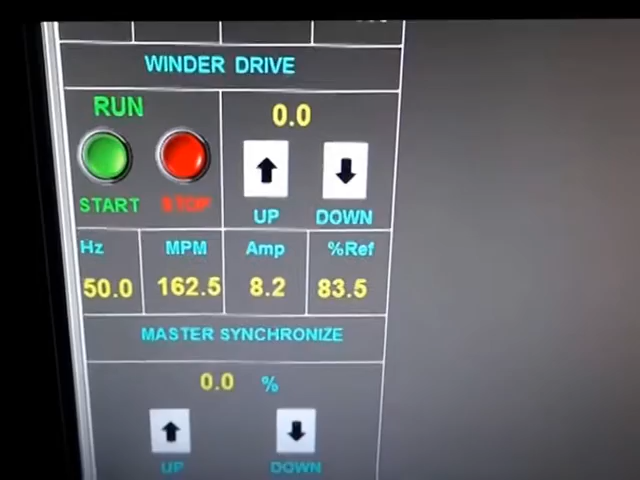 WINDER DRIVE
RUN
0.0
START STOP
UP DOWN
Hz MPM Amp %Ref
50.0 162.5 8.2 83.5
MASTER SYNCHRONIZE
0.0 %
UP DOWN